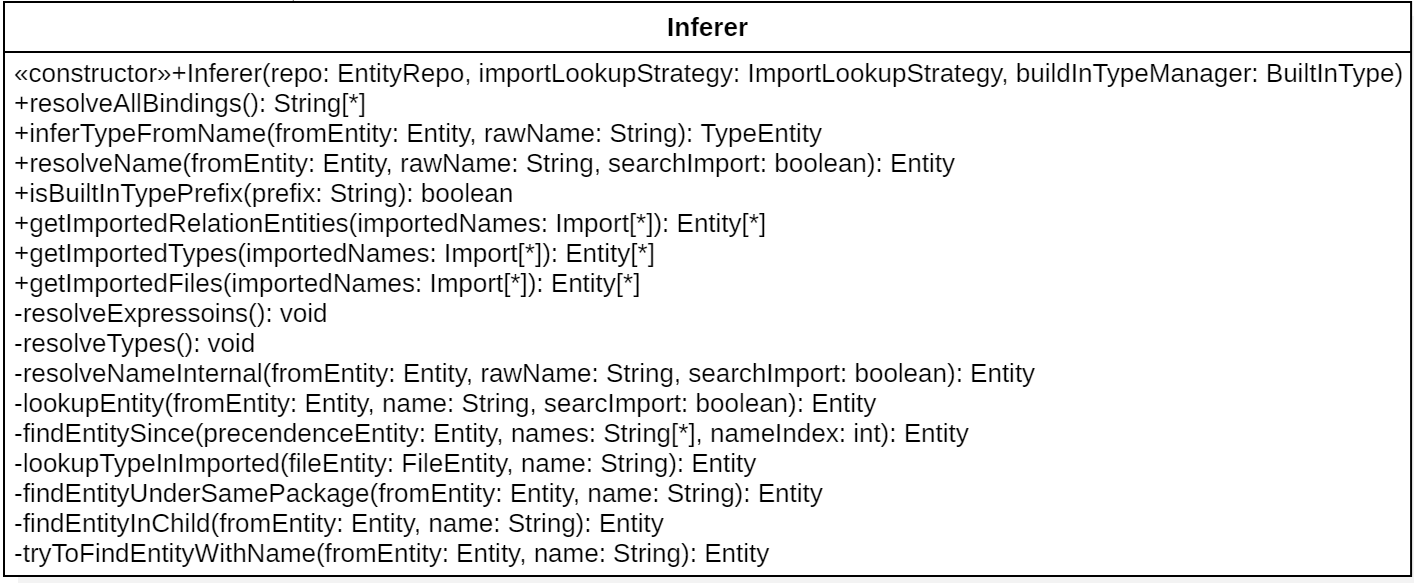 Inferer
«constructor»+Inferer(repo: EntityRepo, importLookupStrategy: ImportLookupStrategy, buildInTypeManager: BuiltInType)
+resolveAllBindings(): String[*]
+inferTypeFromName(fromEntity: Entity, rawName: String): TypeEntity
+resolveName(fromEntity: Entity, rawName: String, searchImport: boolean): Entity
+isBuiltInTypePrefix(prefix: String): boolean
+getImportedRelationEntities(importedNames: Import[*]): Entity[*]
+getImportedTypes(importedNames: Import[*]): Entity[*]
+getImportedFiles(importedNames: Import[*]): Entity[*]
-resolveExpressoins(): void
-resolveTypes(): void
-resolveNameInternal(fromEntity: Entity, rawName: String, searchImport: boolean): Entity
-lookupEntity(fromEntity: Entity, name: String, searcImport: boolean): Entity
-findEntitySince(precendenceEntity: Entity, names: String[*], nameIndex: int): Entity
-lookupTypeInImported(fileEntity: FileEntity, name: String): Entity
-findEntityUnderSamePackage(fromEntity: Entity, name: String): Entity
-findEntityInChild(fromEntity: Entity, name: String): Entity
-tryToFindEntityWithName(fromEntity: Entity, name: String): Entity